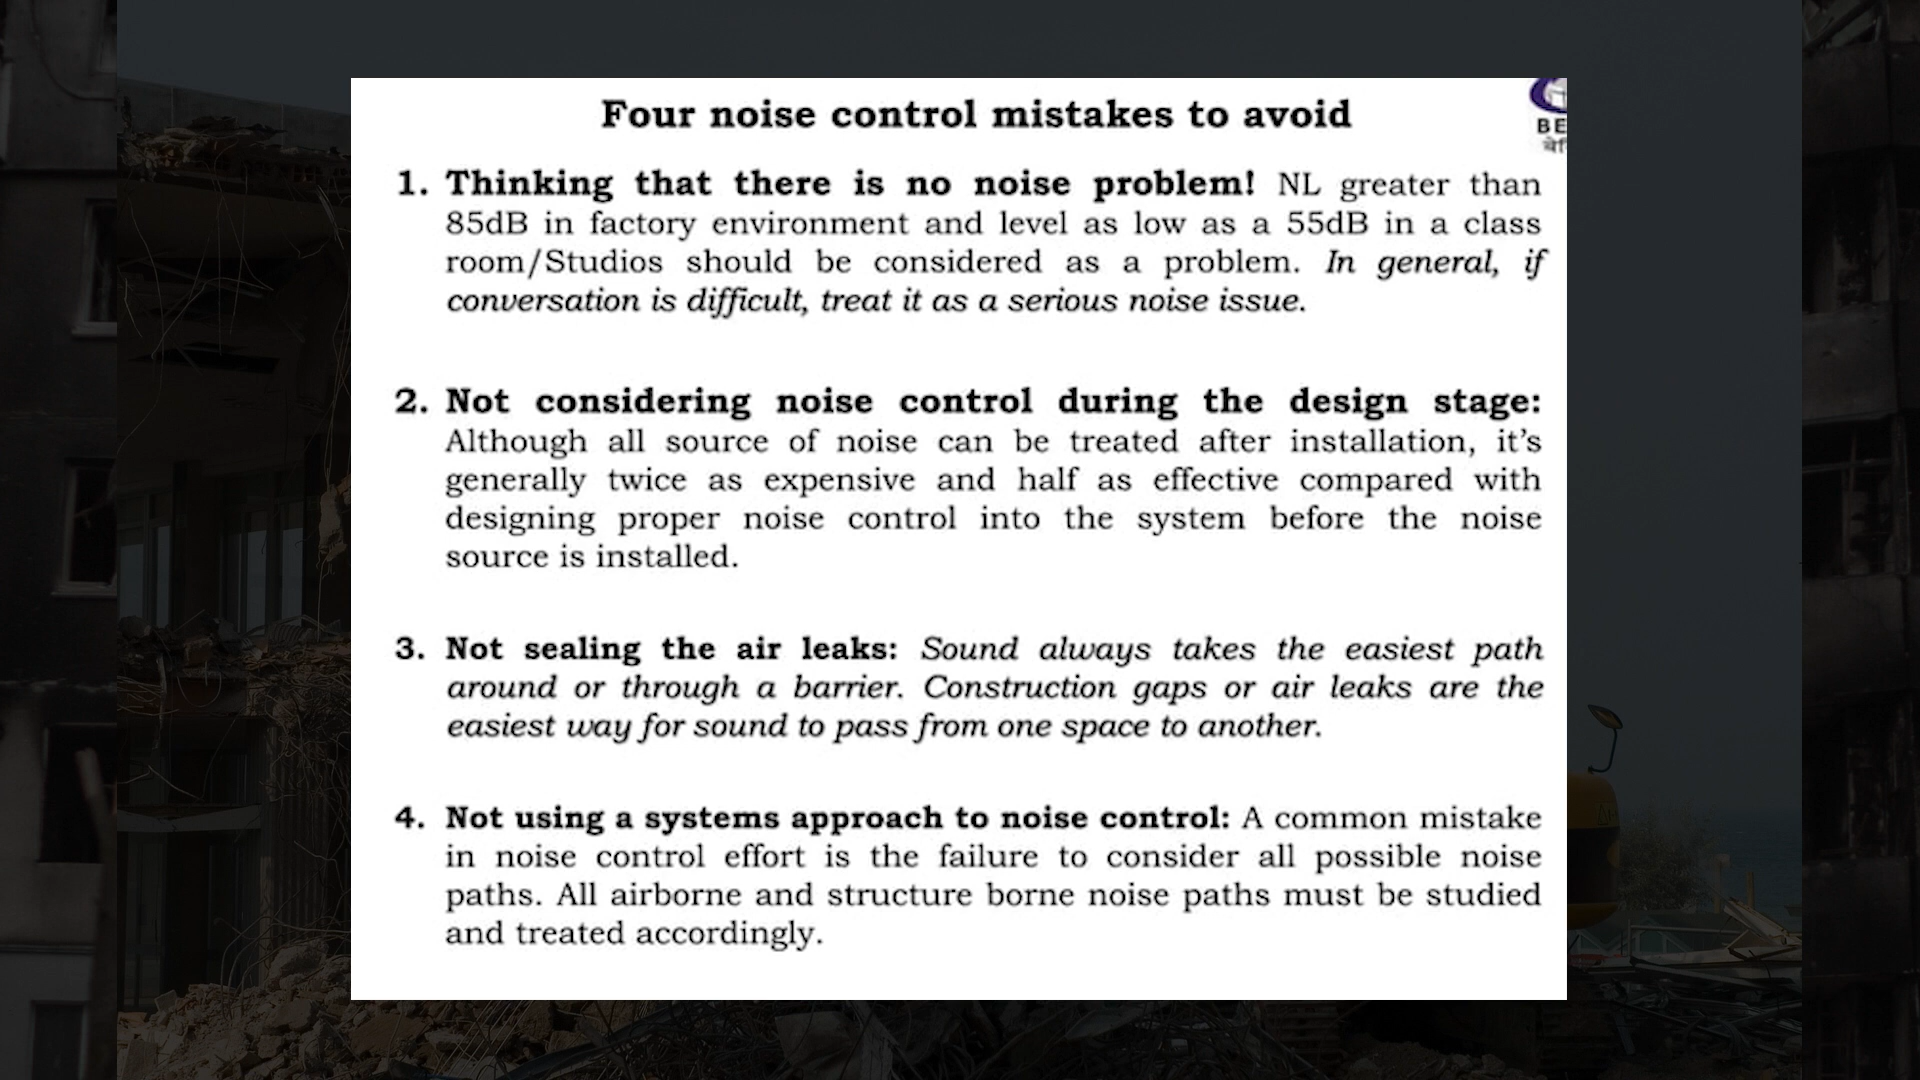 Four noise control mistakes to avoid
BE
1. Thinking that there is no noise problem! NL greater than
85dB in factory environment and level as low as a 55dB in a class
room/Studios should be considered as a problem. In general, if
conversation is difficult, treat it as a serious noise issue.
2. Not considering noise control during the design stage:
Although all source of noise can be treated after installation, it’s
generally twice as expensive and half as effective compared with
designing proper noise control into the system before the noise
source is installed.
3. Not sealing the air leaks: Sound always takes the easiest path
around or through a barrier. Construction gaps or air leaks are the
easiest way for sound to pass from one space to another.
4. Not using a systems approach to noise control: A common mistake
in noise control effort is the failure to consider all possible noise
paths. All airborne and structure borne noise paths must be studied
and treated accordingly.